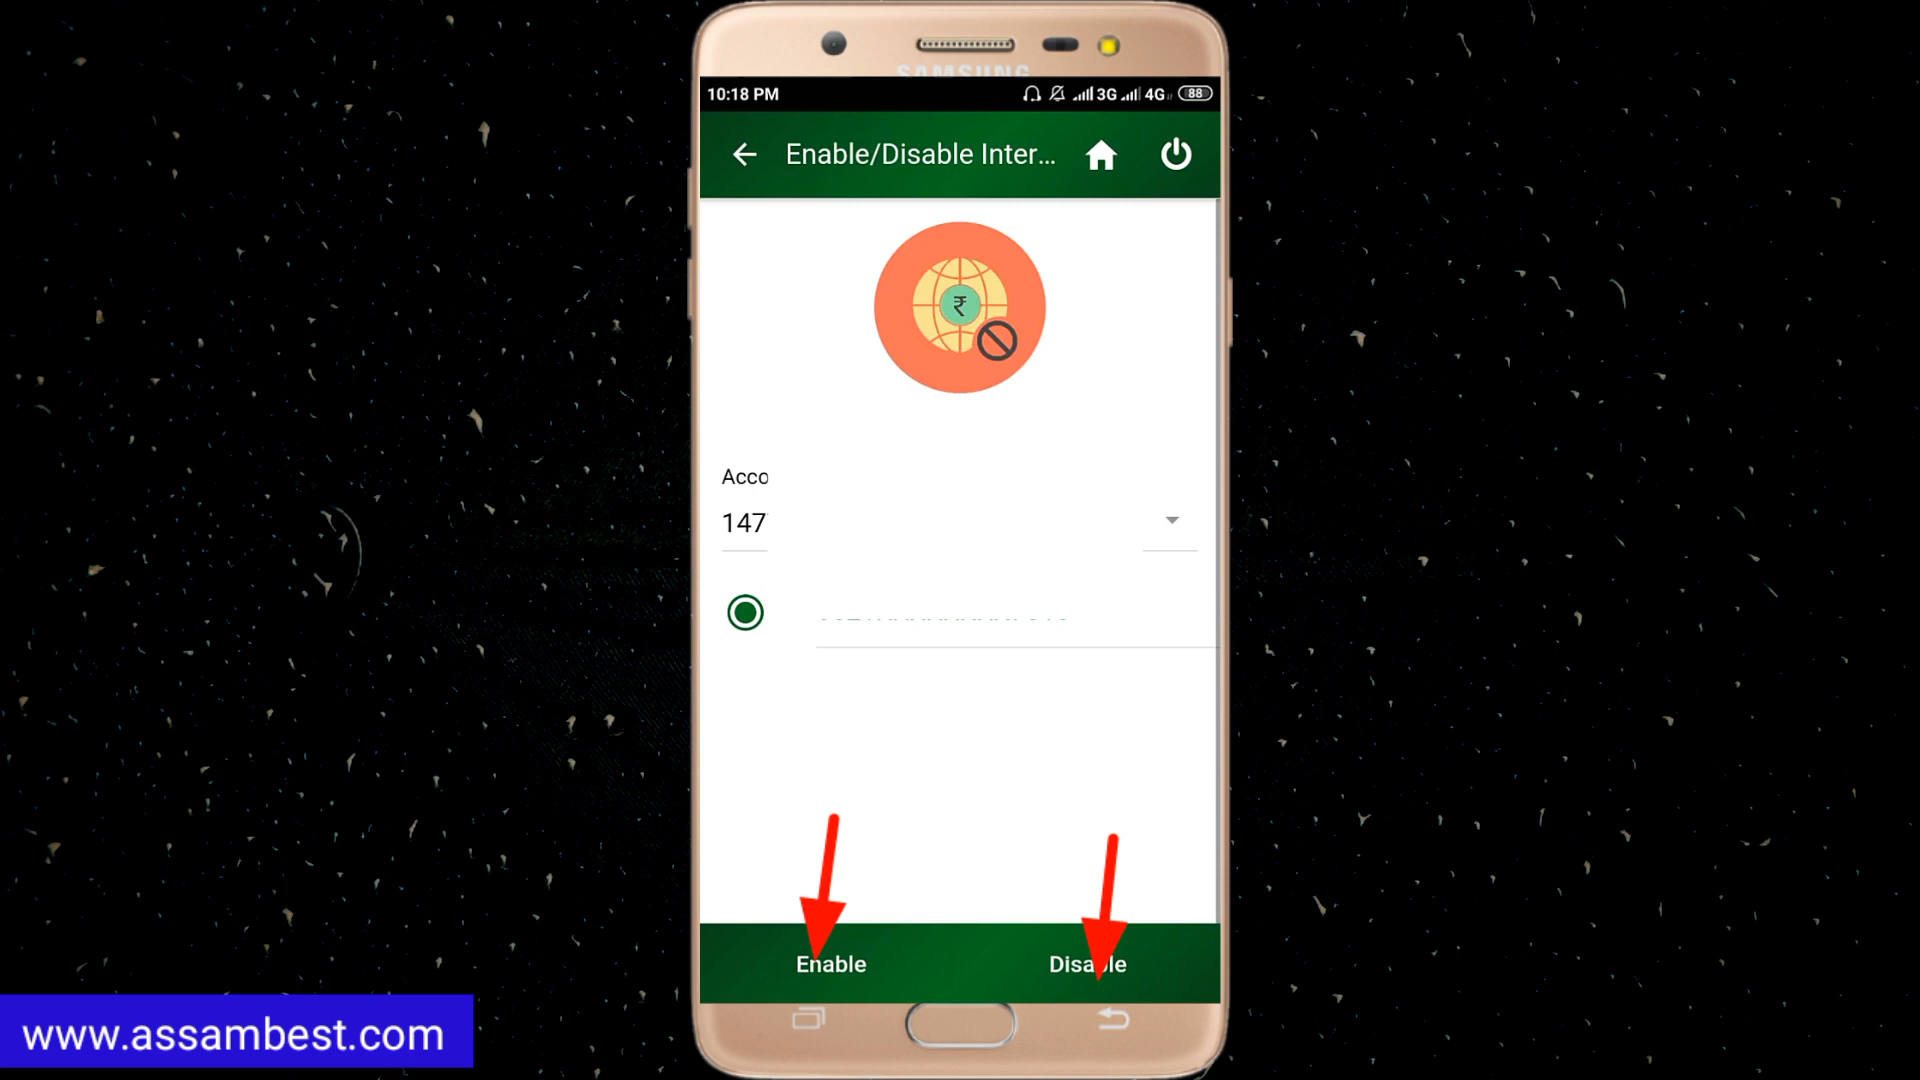 SAMSUNG
10:18 PM 3G 4G 88
Enable/Disable Inter...
₹
Acco
147
Enable Disable
www.assambest.com